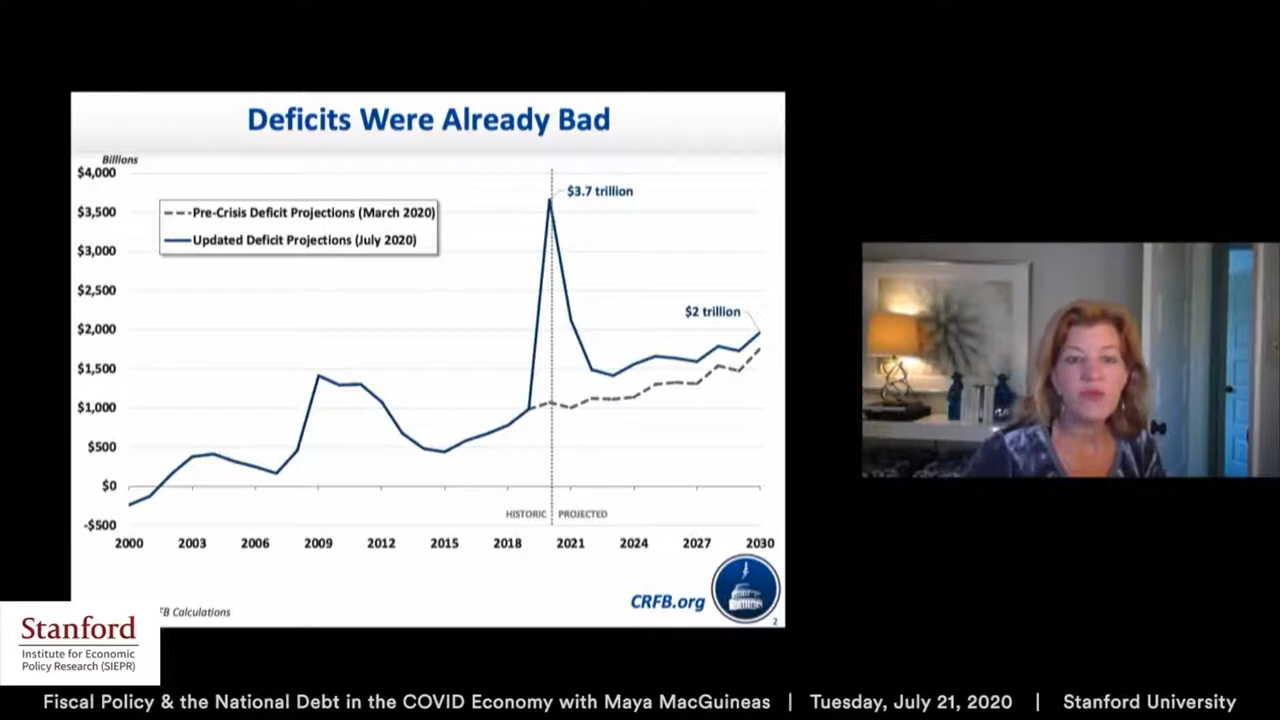 Deficits Were Already Bad
Billions
$4,000
$3,500
$3,000
$2,500
$2,000
$1,500
$1,000
$500
$0
-$500
Pre-Crisis Deficit Projections (March 2020)
Updated Deficit Projections (July 2020)
$3.7 trillion
$2 trillion
HISTORIC PROJECTED
2000 2003 2006 2009 2012 2015 2018 2021 2024 2027 2030
FB Calculations
CRFB.org
2
Stanford
Institute for Economic
Policy Research (SIEPR)
Fiscal Policy & the National Debt in the COVID Economy with Maya MacGuineas | Tuesday, July 21, 2020 | Stanford University